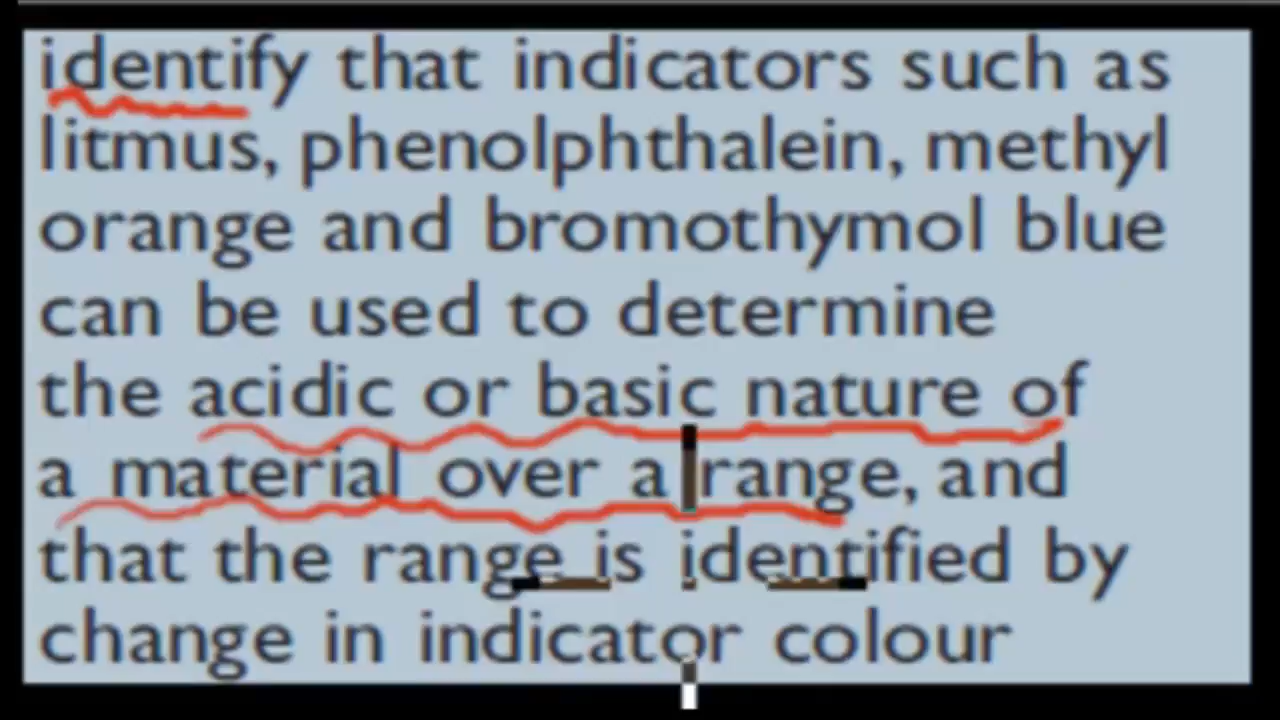 identify that indicators such as
litmus, phenolphthalein, methyl
orange and bromothymol blue
can be used to determine
the acidic or basic nature of
a material over a range, and
that the range is identified by
change in indicator colour